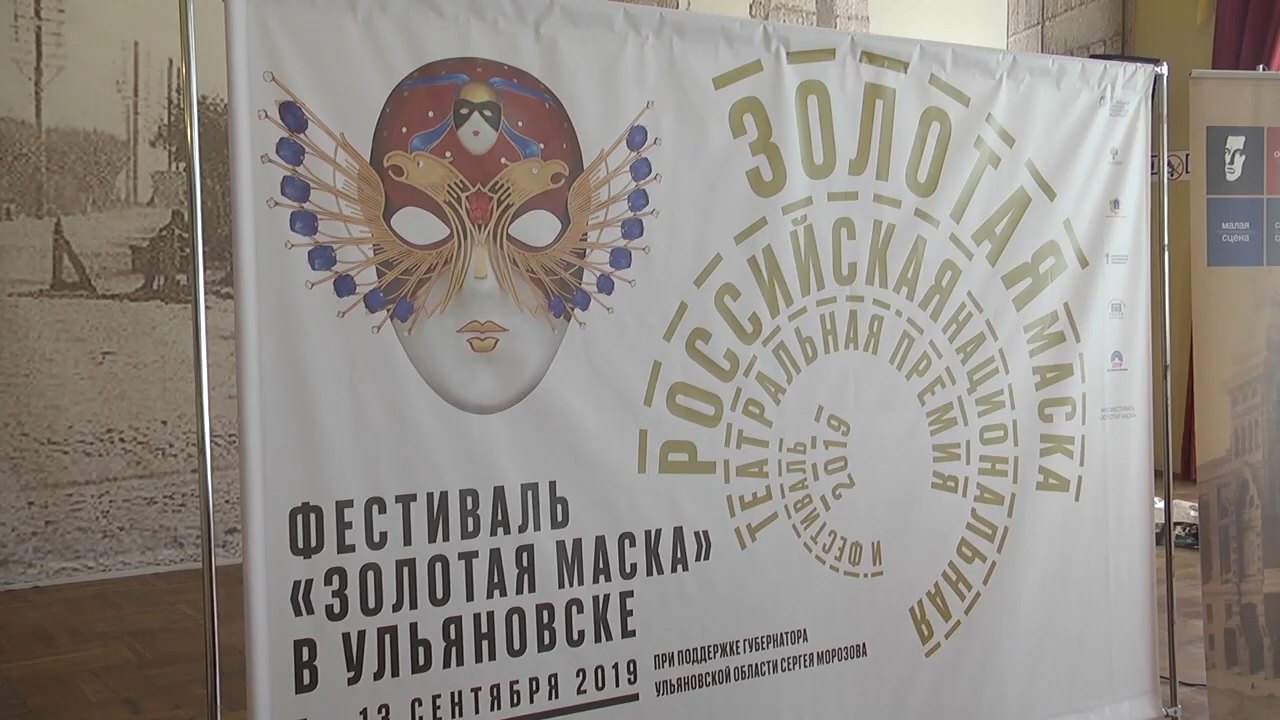 ЗОЛОТАЯ МАСКА
РОССИЙСКАЯ НАЦИОНАЛЬНАЯ
ТЕАТРАЛЬНАЯ ПРЕМИЯ
И ФЕСТИВАЛЬ
2019
ФЕСТИВАЛЬ
«ЗОЛОТАЯ МАСКА»
В УЛЬЯНОВСКЕ
13 СЕНТЯБРЯ 2019
ПРИ ПОДДЕРЖКЕ ГУБЕРНАТОРА
УЛЬЯНОВСКОЙ ОБЛАСТИ СЕРГЕЯ МОРОЗОВА
малая
сцена